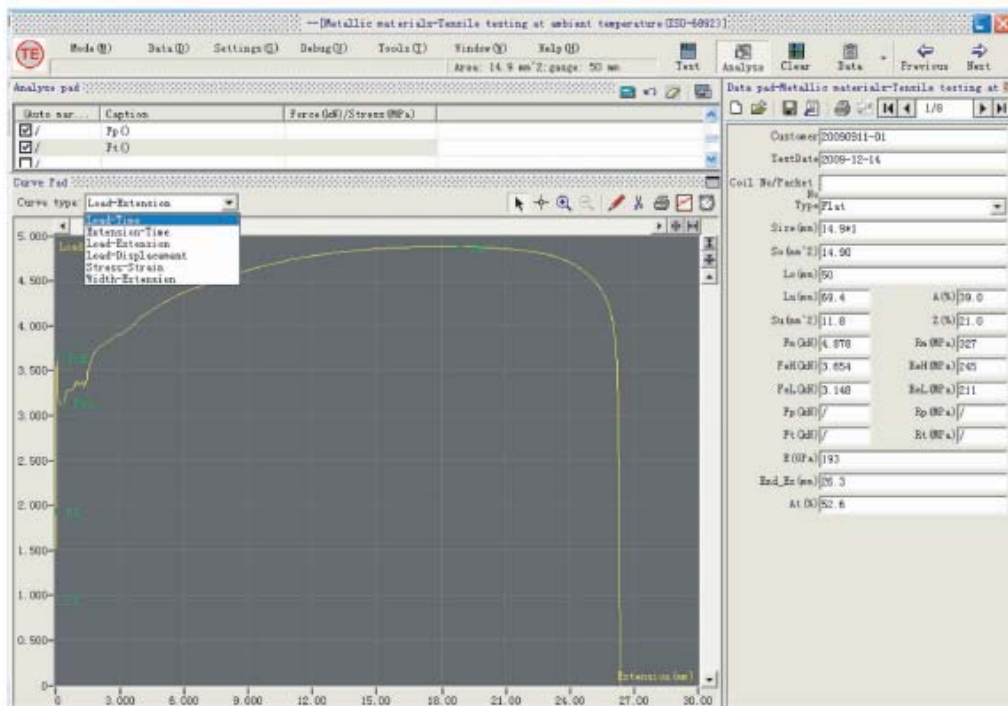 --[Metallic materials-Tensile testing at ambient temperature(ISO-6892)]
TE
Mode(M) Data(D) Settings(S) Debug(U) Tools(T) Window(W) Help(H)
Area: 14.9 mm^2;gauge: 50 mm
Test Analyze Clear Data Previous Next
Analyze pad
(Auto mar... Caption Force(kN)/Stress(MPa)
/ Fp()
/ Ft()
/
Curve Pad
Curve type: Load-Extension
Load-Time
Extension-Time
Load-Extension
Load-Displacement
Stress-Strain
Width-Extension
Load
5.000
4.500
4.000
3.500
3.000
2.500
2.000
1.500
0.500
0
0 3.000 6.000 9.000 12.00 15.00 18.00 21.00 24.00 27.00 30.00
Extension(mm)
Data pad-Metallic materials-Tensile testing at
1/8
Customer 20090911-01
TestDate 2009-12-14
Coil No/Packet No
Type Flat
Size(mm) 14.9*1
So(mm^2) 14.90
Lo(mm) 50
Lu(mm) 69.4 A(%) 39.0
Su(mm^2) 11.8 Z(%) 21.0
Fm(kN) 4.878 Rm(MPa) 327
FeH(kN) 3.654 ReH(MPa) 245
FeL(kN) 3.148 ReL(MPa) 211
Fp(kN) / Rp(MPa) /
Ft(kN) / Rt(MPa) /
E(GPa) 193
End_Ex(mm) 26.3
At(%) 52.6